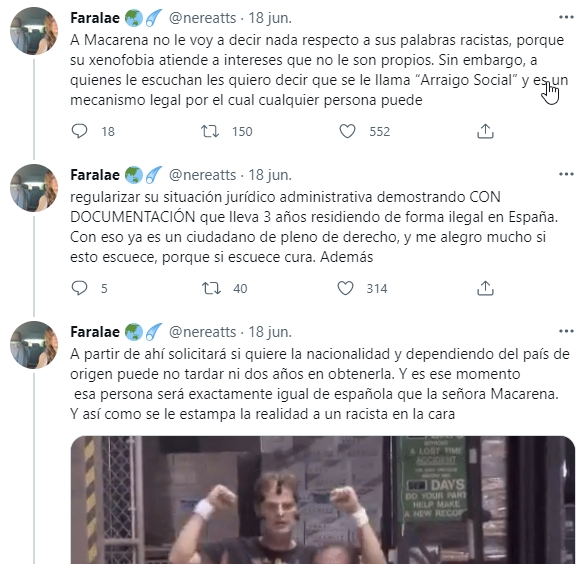 Faralae 🌏☄️ @nereatts · 18 jun.
A Macarena no le voy a decir nada respecto a sus palabras racistas, porque
su xenofobia atiende a intereses que no le son propios. Sin embargo, a
quienes le escuchan les quiero decir que se le llama “Arraigo Social” y es un
mecanismo legal por el cual cualquier persona puede
18 150 552
Faralae 🌏☄️ @nereatts · 18 jun.
regularizar su situación jurídico administrativa demostrando CON
DOCUMENTACIÓN que lleva 3 años residiendo de forma ilegal en España.
Con eso ya es un ciudadano de pleno de derecho, y me alegro mucho si
esto escuece, porque si escuece cura. Además
5 40 314
Faralae 🌏☄️ @nereatts · 18 jun.
A partir de ahí solicitará si quiere la nacionalidad y dependiendo del país de
origen puede no tardar ni dos años en obtenerla. Y es ese momento
esa persona será exactamente igual de española que la señora Macarena.
Y así como se le estampa la realidad a un racista en la cara
A LOST TIME
ACCIDENT
DAYS
DO YOUR PART
HELP MAKE
A NEW RECOR